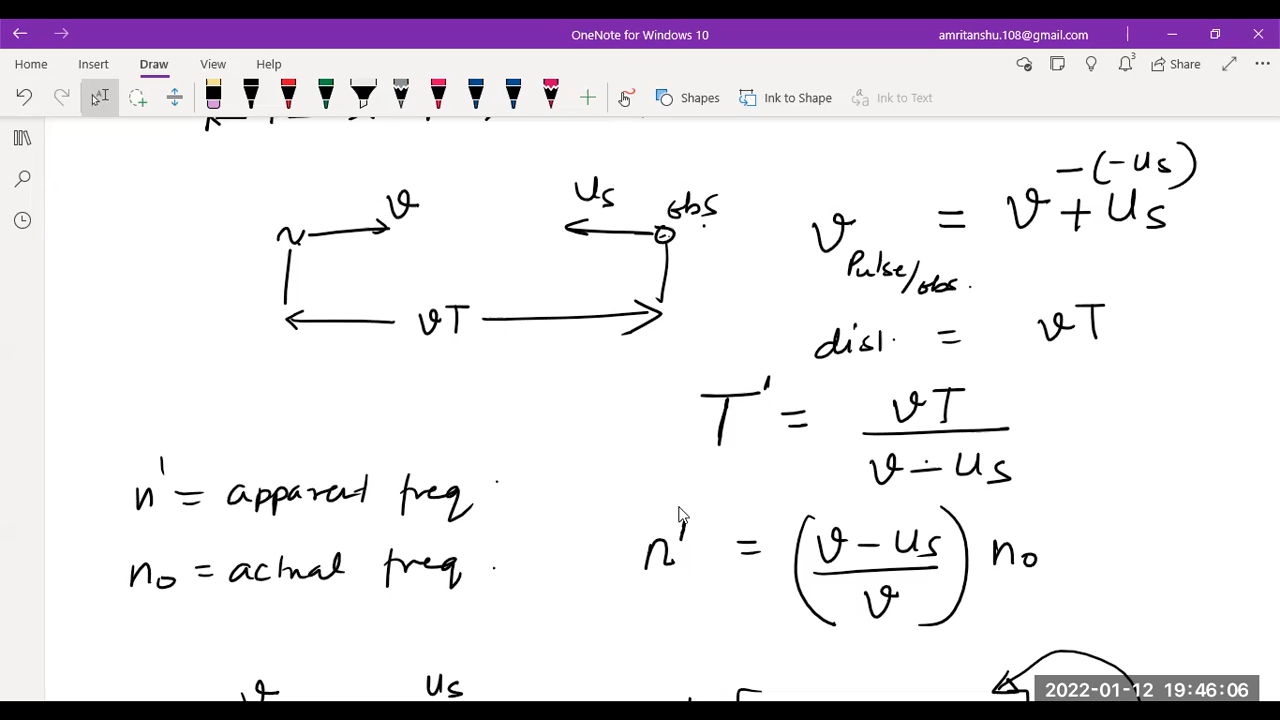 OneNote for Windows 10
amritanshu.108@gmail.com
Home Insert Draw View Help
Share
Shapes
Ink to Shape
Ink to Text
v
us
obs
vT
v Pulse/obs. = v + us
-(-us)
dist. = vT
T' = vT / v - us
n' = apparent freq
n0 = actual freq
n' = (v - us / v) n0
v
us
2022-01-12 19:46:06